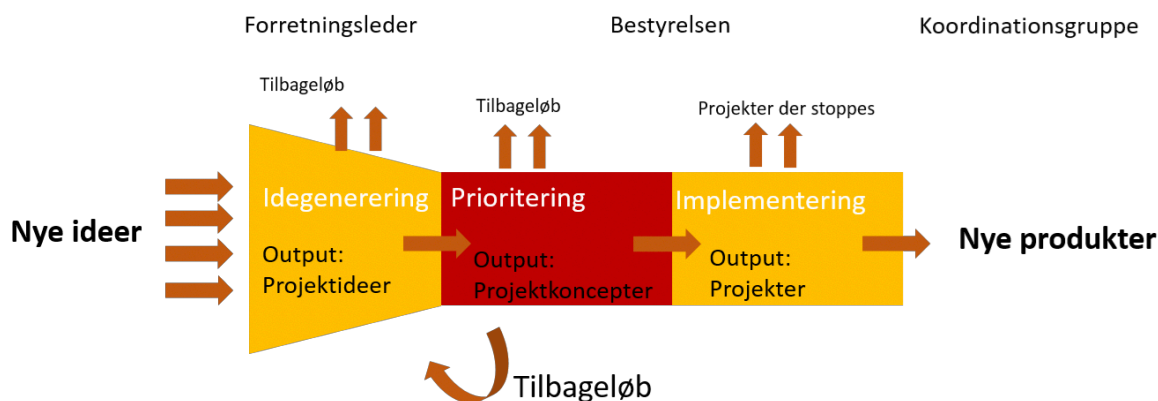 Forretningsleder
Bestyrelsen
Koordinationsgruppe
Tilbageløb
Tilbageløb
Projekter der stoppes
Nye ideer
Idegenerering
Output:
Projektideer
Prioritering
Output:
Projektkoncepter
Implementering
Output:
Projekter
Nye produkter
Tilbageløb